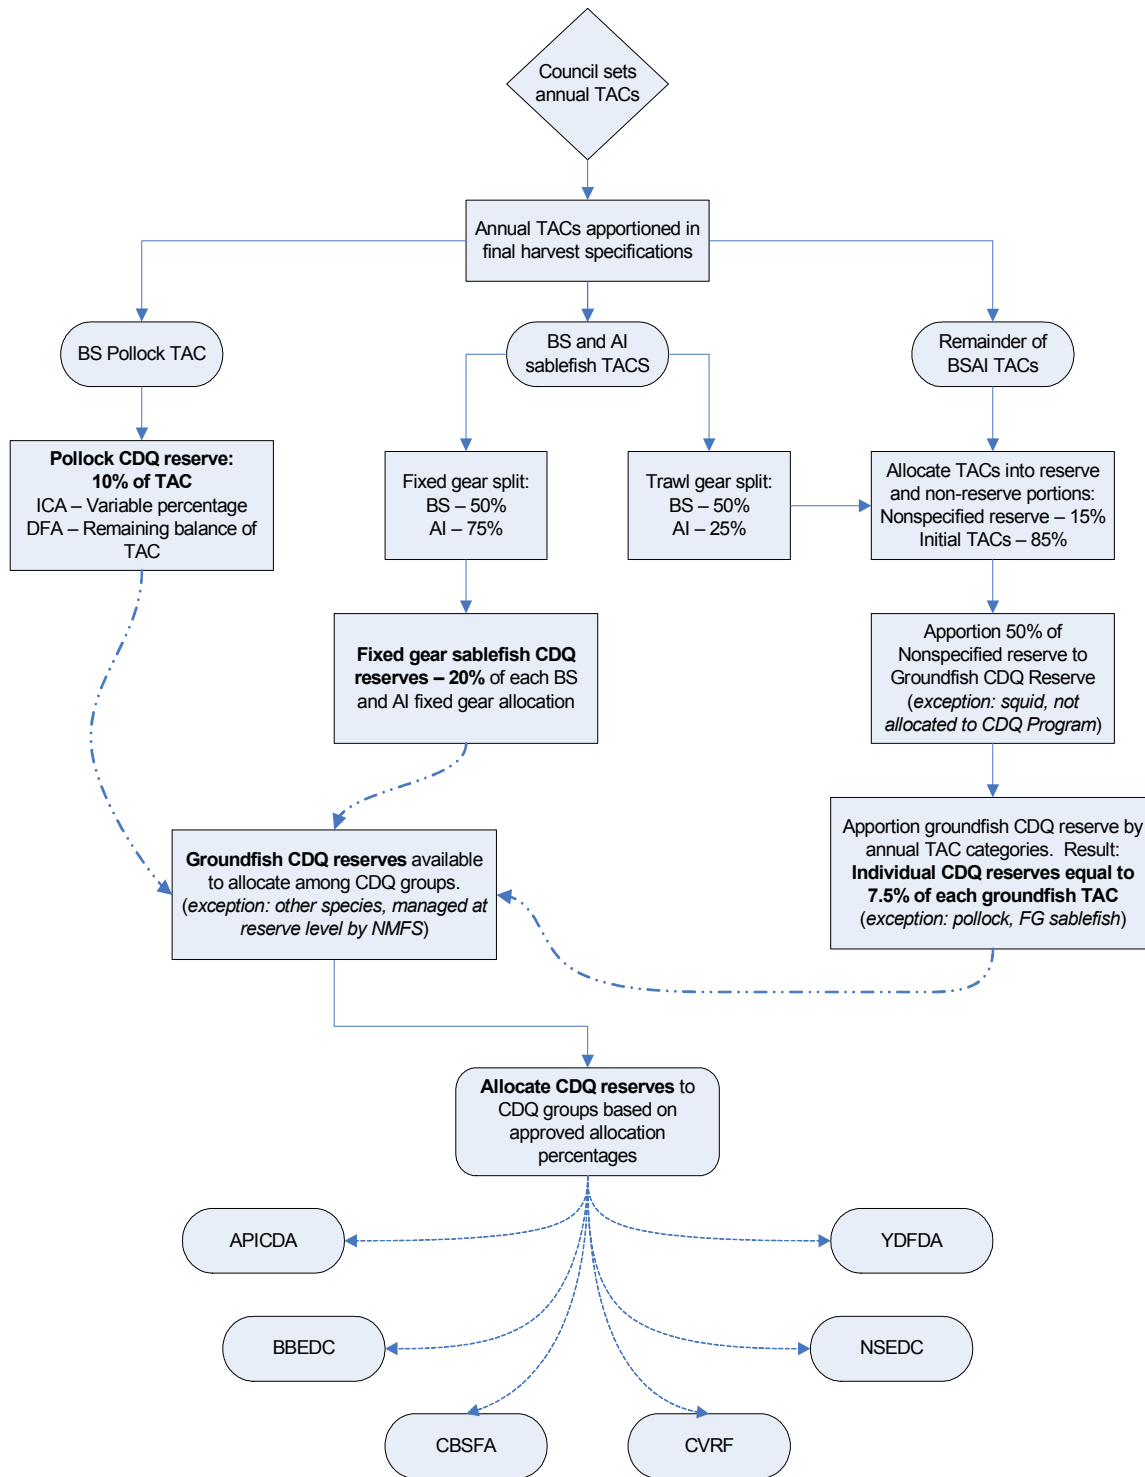 Council sets
annual TACs
Annual TACs apportioned in
final harvest specifications
BS Pollock TAC
BS and AI
sablefish TACS
Remainder of
BSAI TACs
Pollock CDQ reserve:
10% of TAC
ICA – Variable percentage
DFA – Remaining balance of
TAC
Fixed gear split:
BS – 50%
AI – 75%
Trawl gear split:
BS – 50%
AI – 25%
Allocate TACs into reserve
and non-reserve portions:
Nonspecified reserve – 15%
Initial TACs – 85%
Fixed gear sablefish CDQ
reserves – 20% of each BS
and AI fixed gear allocation
Apportion 50% of
Nonspecified reserve to
Groundfish CDQ Reserve
(exception: squid, not
allocated to CDQ Program)
Groundfish CDQ reserves available
to allocate among CDQ groups.
(exception: other species, managed at
reserve level by NMFS)
Apportion groundfish CDQ reserve by
annual TAC categories. Result:
Individual CDQ reserves equal to
7.5% of each groundfish TAC
(exception: pollock, FG sablefish)
Allocate CDQ reserves to
CDQ groups based on
approved allocation
percentages
APICDA
YDFDA
BBEDC
NSEDC
CBSFA
CVRF